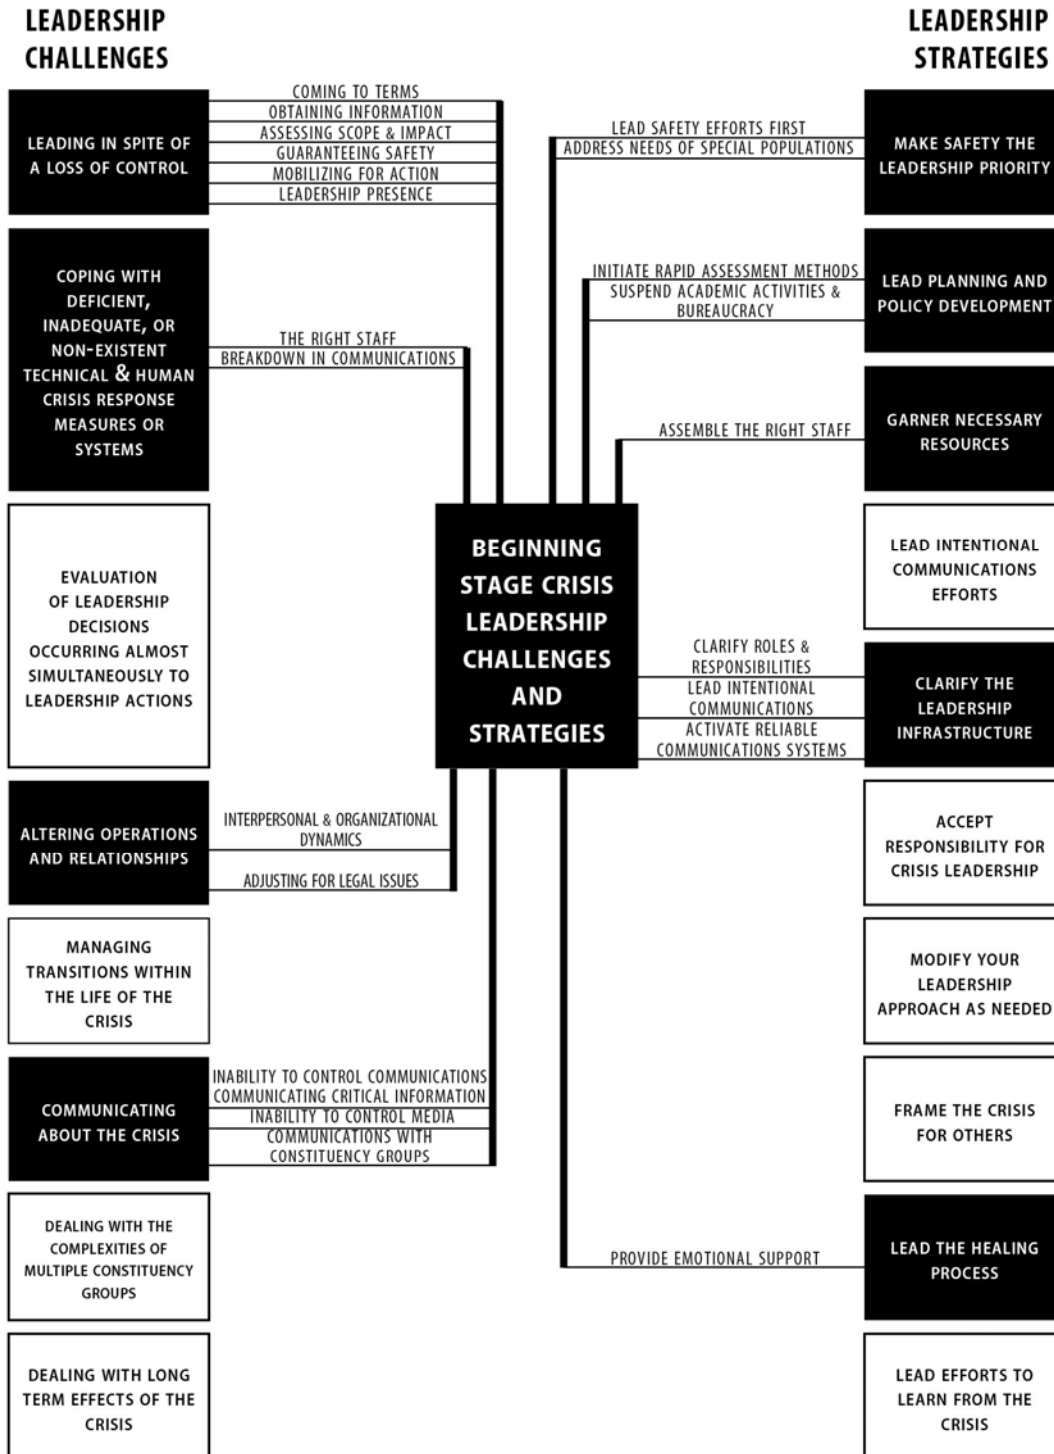 LEADERSHIP
CHALLENGES
LEADERSHIP
STRATEGIES
LEADING IN SPITE OF
A LOSS OF CONTROL
COMING TO TERMS
OBTAINING INFORMATION
ASSESSING SCOPE & IMPACT
GUARANTEEING SAFETY
MOBILIZING FOR ACTION
LEADERSHIP PRESENCE
COPING WITH
DEFICIENT,
INADEQUATE, OR
NON-EXISTENT
TECHNICAL & HUMAN
CRISIS RESPONSE
MEASURES OR
SYSTEMS
THE RIGHT STAFF
BREAKDOWN IN COMMUNICATIONS
EVALUATION
OF LEADERSHIP
DECISIONS
OCCURRING ALMOST
SIMULTANEOUSLY TO
LEADERSHIP ACTIONS
ALTERING OPERATIONS
AND RELATIONSHIPS
INTERPERSONAL & ORGANIZATIONAL
DYNAMICS
ADJUSTING FOR LEGAL ISSUES
MANAGING
TRANSITIONS WITHIN
THE LIFE OF THE
CRISIS
COMMUNICATING
ABOUT THE CRISIS
INABILITY TO CONTROL COMMUNICATIONS
COMMUNICATING CRITICAL INFORMATION
INABILITY TO CONTROL MEDIA
COMMUNICATIONS WITH
CONSTITUENCY GROUPS
DEALING WITH THE
COMPLEXITIES OF
MULTIPLE CONSTITUENCY
GROUPS
DEALING WITH LONG
TERM EFFECTS OF THE
CRISIS
BEGINNING
STAGE CRISIS
LEADERSHIP
CHALLENGES
AND
STRATEGIES
LEAD SAFETY EFFORTS FIRST
ADDRESS NEEDS OF SPECIAL POPULATIONS
MAKE SAFETY THE
LEADERSHIP PRIORITY
INITIATE RAPID ASSESSMENT METHODS
SUSPEND ACADEMIC ACTIVITIES &
BUREAUCRACY
LEAD PLANNING AND
POLICY DEVELOPMENT
ASSEMBLE THE RIGHT STAFF
GARNER NECESSARY
RESOURCES
LEAD INTENTIONAL
COMMUNICATIONS
EFFORTS
CLARIFY ROLES &
RESPONSIBILITIES
LEAD INTENTIONAL
COMMUNICATIONS
ACTIVATE RELIABLE
COMMUNICATIONS SYSTEMS
CLARIFY THE
LEADERSHIP
INFRASTRUCTURE
ACCEPT
RESPONSIBILITY FOR
CRISIS LEADERSHIP
MODIFY YOUR
LEADERSHIP
APPROACH AS NEEDED
FRAME THE CRISIS
FOR OTHERS
PROVIDE EMOTIONAL SUPPORT
LEAD THE HEALING
PROCESS
LEAD EFFORTS TO
LEARN FROM THE
CRISIS